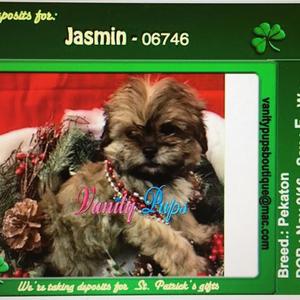 Deposits for:
Jasmin - 06746
Vanity Pups
We're taking deposits for St. Patrick's gifts
vanitypupsboutique@mac.com
Breed.: Pekaton